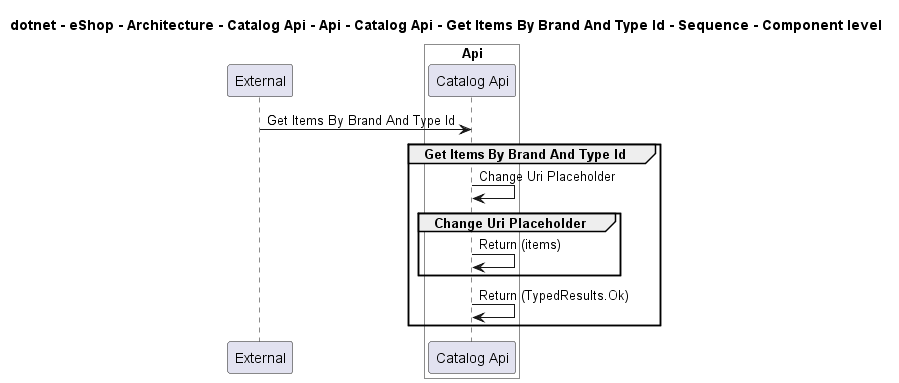 dotnet - eShop - Architecture - Catalog Api - Api - Catalog Api - Get Items By Brand And Type Id - Sequence - Component level
Api
External
Catalog Api
Get Items By Brand And Type Id
Get Items By Brand And Type Id
Change Uri Placeholder
Change Uri Placeholder
Return (items)
Return (TypedResults.Ok)
External
Catalog Api